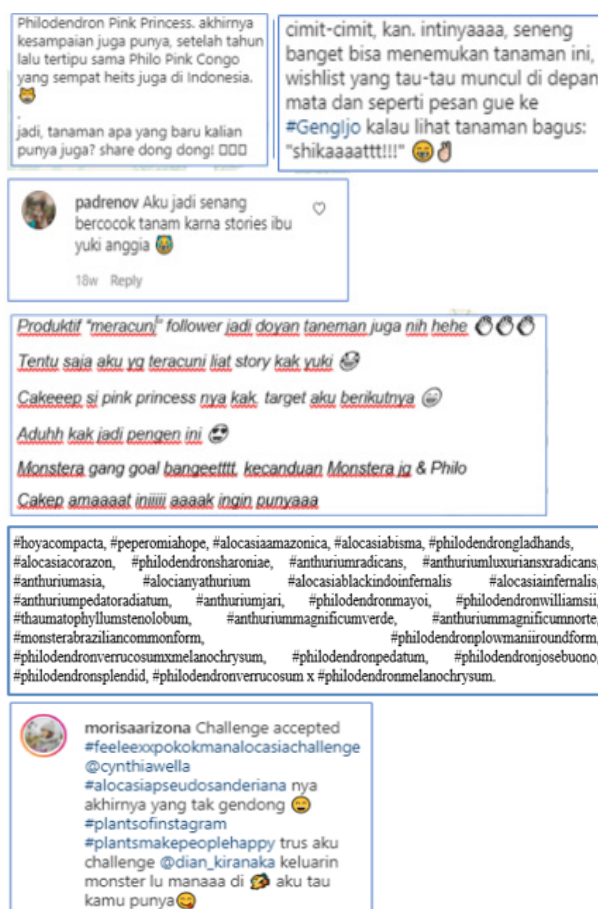 Philodendron Pink Princess. akhirnya
kesampaian juga punya, setelah tahun
lalu tertipu sama Philo Pink Congo
yang sempat heits juga di Indonesia.
😸
.
jadi, tanaman apa yang baru kalian
punya juga? share dong dong! □□□
cimit-cimit, kan. intinyaaaa, seneng
banget bisa menemukan tanaman ini,
wishlist yang tau-tau muncul di depan
mata dan seperti pesan gue ke
#GengIjo kalau lihat tanaman bagus:
"shikaaaattt!!!" 😁✌
padrenov Aku jadi senang
bercocok tanam karna stories ibu
yuki anggia 😭
18w Reply
Produktif "meracuni" follower jadi doyan taneman juga nih hehe
Tentu saja aku yg teracuni liat story kak yuki
Cakeeep si pink princess nya kak. target aku berikutnya
Aduhh kak jadi pengen ini 😍
Monstera gang goal bangeetttt, kecanduan Monstera jg & Philo
Cakep amaaaat iniiiii aaaak ingin punyaaa
#hoyacompacta, #peperomiahope, #alocasiaamazonica, #alocasiabisma, #philodendrongladhands,
#alocasiacorazon, #philodendronsharoniae, #anthuriumradicans, #anthuriumluxuriansxradicans,
#anthuriumasia, #alocianyathurium #alocasiablackindoinfernalis #alocasiainfernalis,
#anthuriumpedatoradiatum, #anthuriumjari, #philodendronmayoi, #philodendronwilliamsii,
#thaumatophyllumstenolobum, #anthuriummagnificumverde, #anthuriummagnificumnorte,
#monsterabraziliancommonform, #philodendronplowmaniiroundform,
#philodendronverrucosumxmelanochrysum, #philodendronpedatum, #philodendronjosebuono,
#philodendronsplendid, #philodendronverrucosum x #philodendronmelanochrysum.
morisaarizona Challenge accepted
#feeleexxpokokmanalocasiachallenge
@cynthiawella
#alocasiapseudosanderiana nya
akhirnya yang tak gendong 😄
#plantsofinstagram
#plantsmakepeoplehappy trus aku
challenge @dian_kiranaka keluarin
monster lu manaaa di aku tau
kamu punya😋